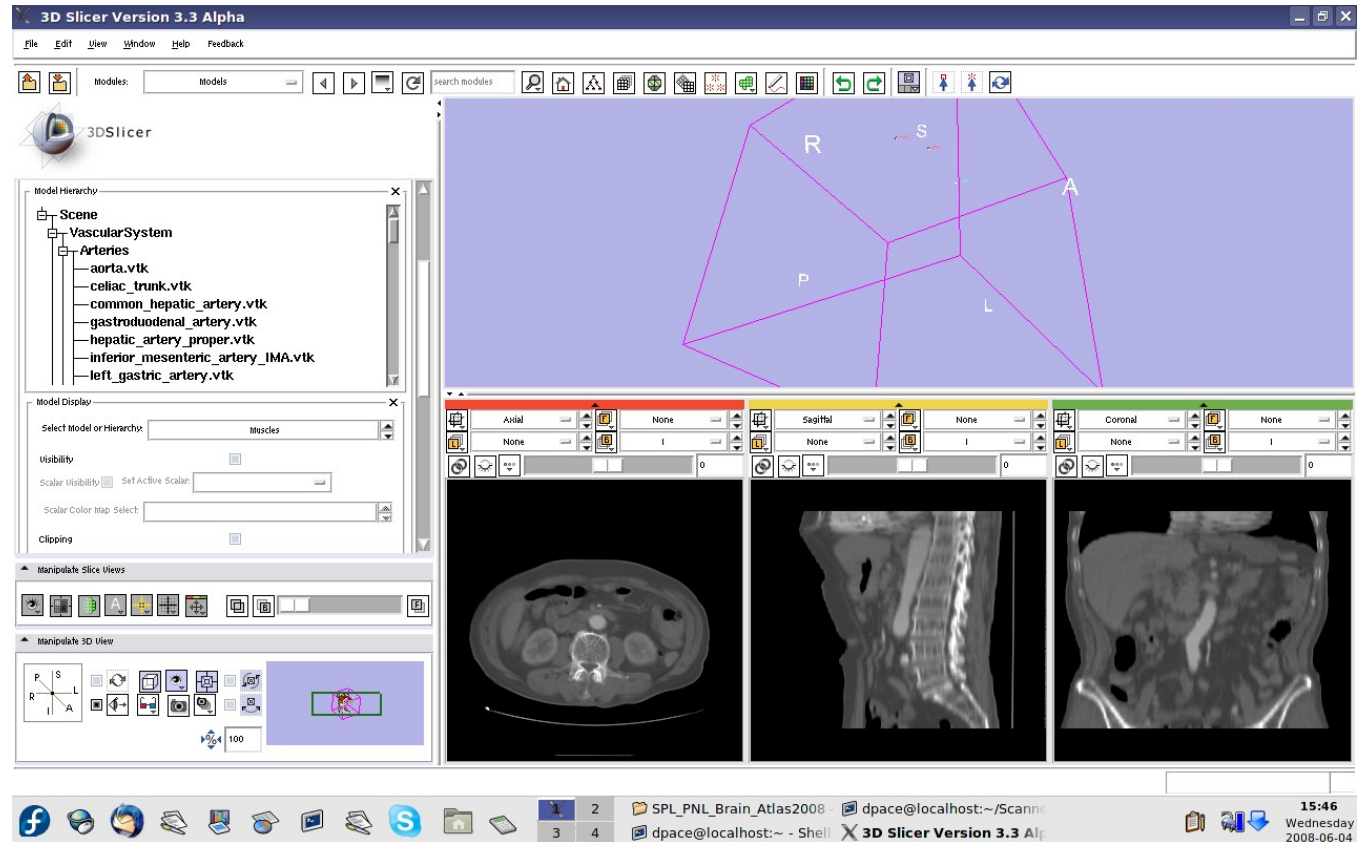 3D Slicer Version 3.3 Alpha
File Edit View Window Help Feedback
Modules: Models search modules
3DSlicer
Model Hierarchy
Scene
VascularSystem
Arteries
aorta.vtk
celiac_trunk.vtk
common_hepatic_artery.vtk
gastroduodenal_artery.vtk
hepatic_artery_proper.vtk
inferior_mesenteric_artery_IMA.vtk
left_gastric_artery.vtk
Model Display
Select Model or Hierarchy: Muscles
Visibility
Scalar Visibility Set Active Scalar:
Scalar Color Map Select:
Clipping
Manipulate Slice Views
Manipulate 3D View
P S
R L
I A
% 100
R S
A
P
L
Axial F None
L None B I
0
Sagittal F None
L None B I
0
Coronal F None
L None B I
0
1 2
3 4
SPL_PNL_Brain_Atlas2008 -
dpace@localhost:~/Scanne
dpace@localhost:~ - Shell
3D Slicer Version 3.3 Alp
15:46
Wednesday
2008-06-04